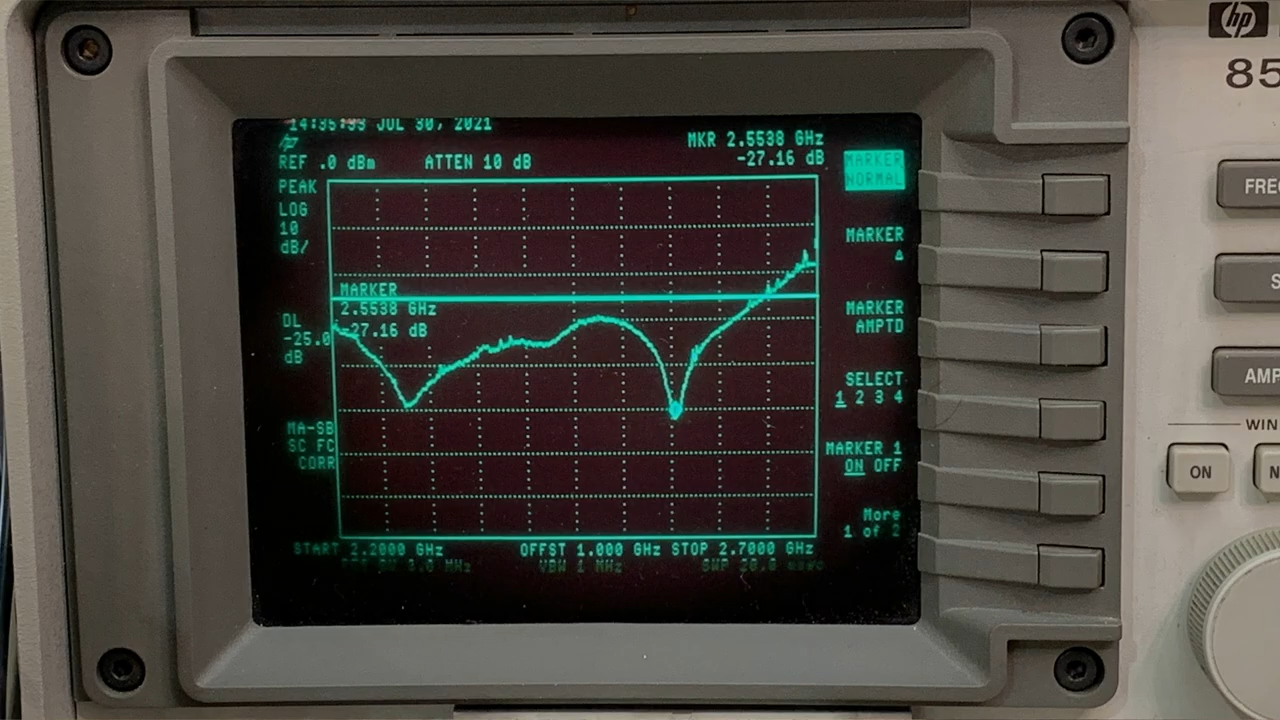 JUL 30, 2021
hp
REF .0 dBm ATTEN 10 dB
MKR 2.5538 GHz
-27.16 dB
PEAK
LOG
10
dB/
MARKER
2.5538 GHz
-27.16 dB
DL
-25.0
dB
MA-SB
SC FC
CORR
START 2.2000 GHz OFFST 1.000 GHz STOP 2.7000 GHz
VBW 1 MHz
MARKER
NORMAL
MARKER
Δ
MARKER
AMPTD
SELECT
1 2 3 4
MARKER 1
ON OFF
More
1 of 2
hp
85
FRE
S
AMP
WIN
ON
N